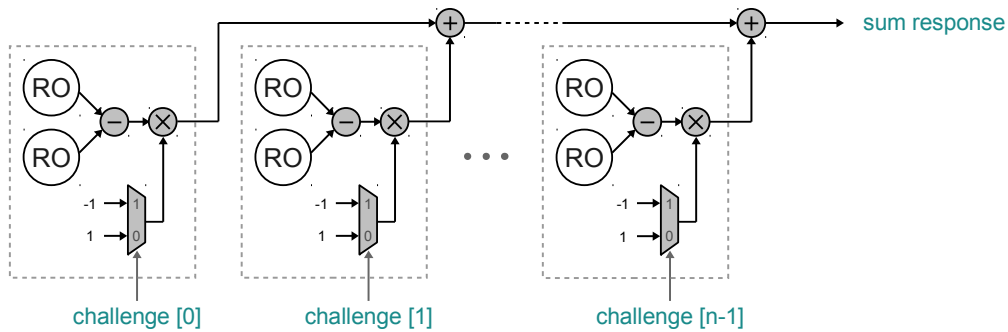 +
+
sum response
RO
RO
RO
− ×
− ×
− ×
RO
RO
RO
-1 1
-1 1
-1 1
1 0
1 0
1 0
challenge [0]
challenge [1]
challenge [n-1]